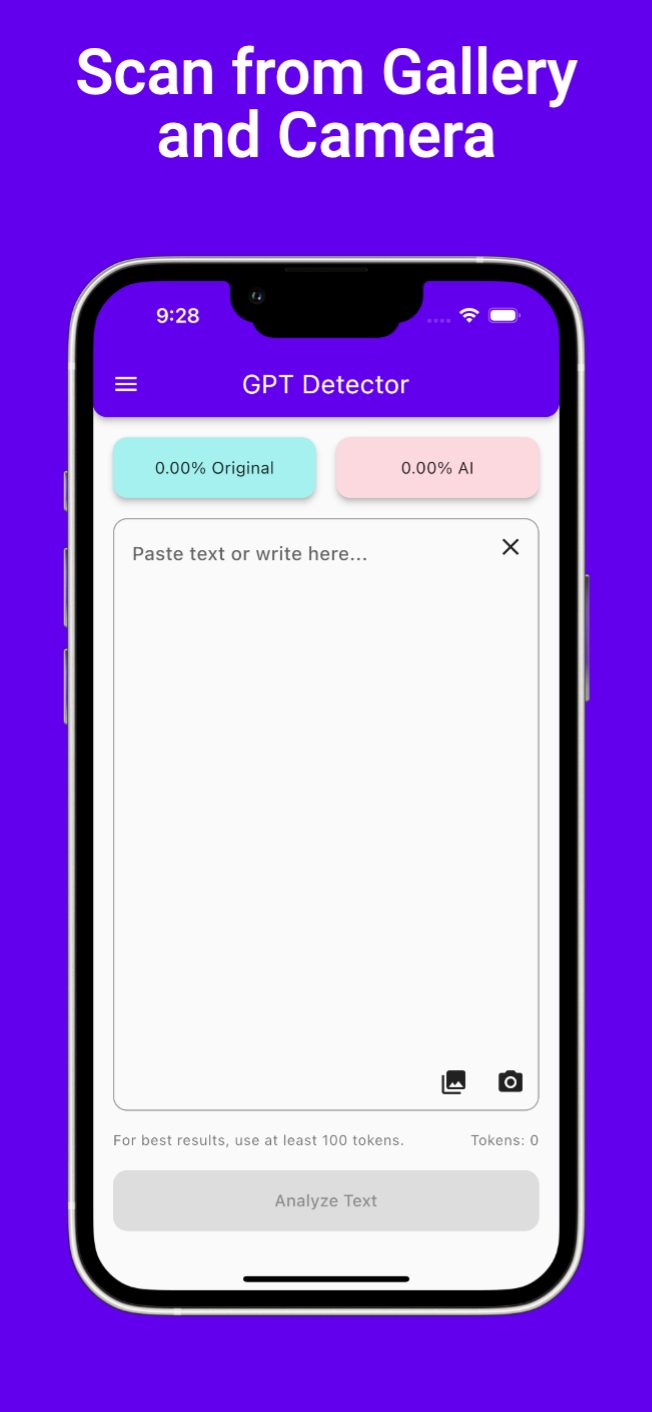 Scan from Gallery
and Camera
9:28
GPT Detector
0.00% Original
0.00% AI
Paste text or write here...
For best results, use at least 100 tokens.
Tokens: 0
Analyze Text